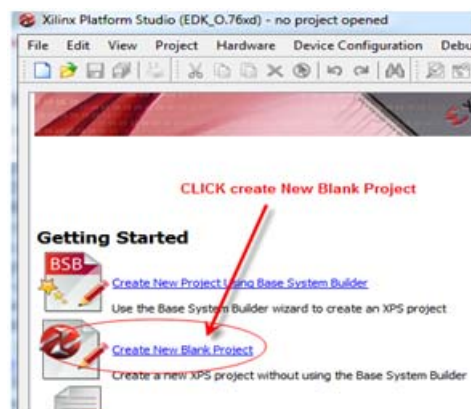 Xilinx Platform Studio (EDK_O.76xd) - no project opened
File Edit View Project Hardware Device Configuration Debu
CLICK create New Blank Project
Getting Started
BSB
Create New Project Using Base System Builder
Use the Base System Builder wizard to create an XPS project
Create New Blank Project
Create a new XPS project without using the Base System Builder